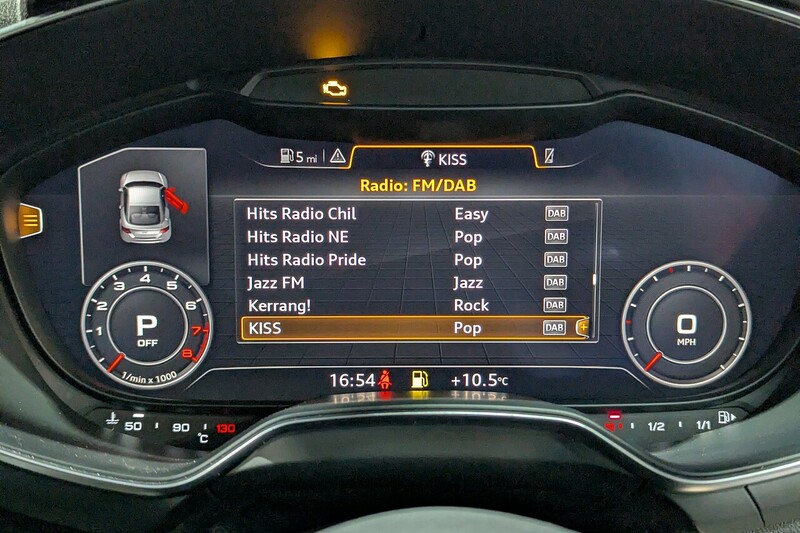 5 mi
KISS
Radio: FM/DAB
Hits Radio Chil Easy DAB
Hits Radio NE Pop DAB
Hits Radio Pride Pop DAB
Jazz FM Jazz DAB
Kerrang! Rock DAB
KISS Pop DAB
1 2 3 4 5 6 7 8
P
OFF
1/min x 1000
0
MPH
16:54 +10.5°C
50 90 130
°C
1/2 1/1